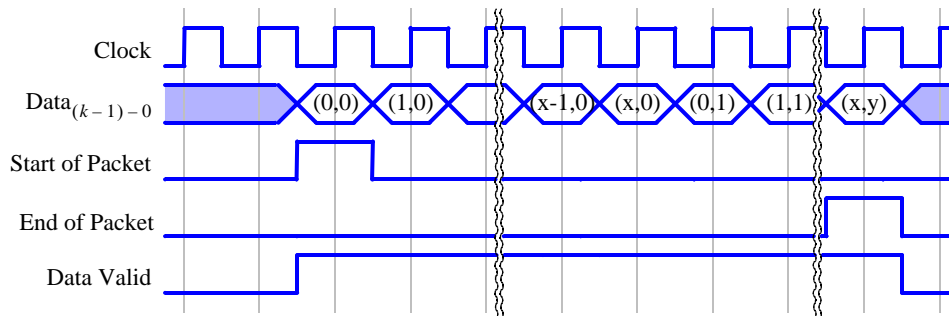 Clock
Data(k − 1) − 0
(0,0) (1,0) (x-1,0) (x,0) (0,1) (1,1) (x,y)
Start of Packet
End of Packet
Data Valid